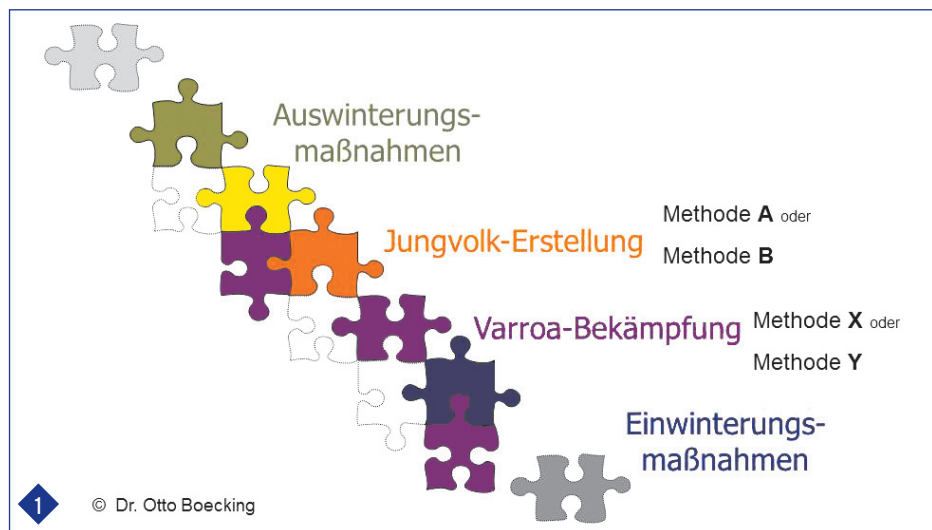 Auswinterungs-
maßnahmen
Jungvolk-Erstellung
Methode A oder
Methode B
Varroa-Bekämpfung
Methode X oder
Methode Y
Einwinterungs-
maßnahmen
1 © Dr. Otto Boecking